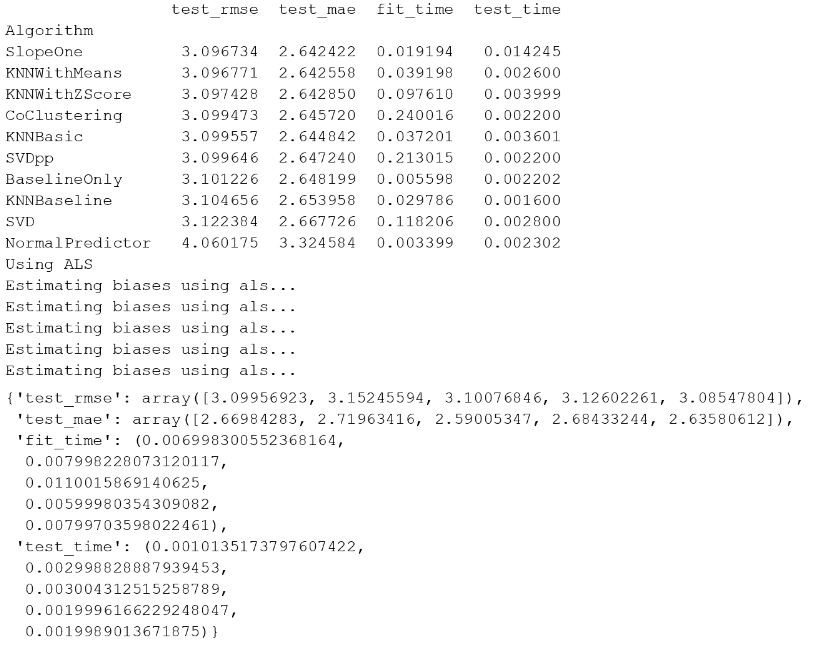 test_rmse test_mae fit_time test_time
Algorithm
SlopeOne 3.096734 2.642422 0.019194 0.014245
KNNWithMeans 3.096771 2.642558 0.039198 0.002600
KNNWithZScore 3.097428 2.642850 0.097610 0.003999
CoClustering 3.099473 2.645720 0.240016 0.002200
KNNBasic 3.099557 2.644842 0.037201 0.003601
SVDpp 3.099646 2.647240 0.213015 0.002200
BaselineOnly 3.101226 2.648199 0.005598 0.002202
KNNBaseline 3.104656 2.653958 0.029786 0.001600
SVD 3.122384 2.667726 0.118206 0.002800
NormalPredictor 4.060175 3.324584 0.003399 0.002302
Using ALS
Estimating biases using als...
Estimating biases using als...
Estimating biases using als...
Estimating biases using als...
Estimating biases using als...
{'test_rmse': array([3.09956923, 3.15245594, 3.10076846, 3.12602261, 3.08547804]),
'test_mae': array([2.66984283, 2.71963416, 2.59005347, 2.68433244, 2.63580612]),
'fit_time': (0.006998300552368164,
0.007998228073120117,
0.0110015869140625,
0.00599980354309082,
0.00799703598022461),
'test_time': (0.0010135173797607422,
0.002998828887939453,
0.003004312515258789,
0.0019996166229248047,
0.0019989013671875)}